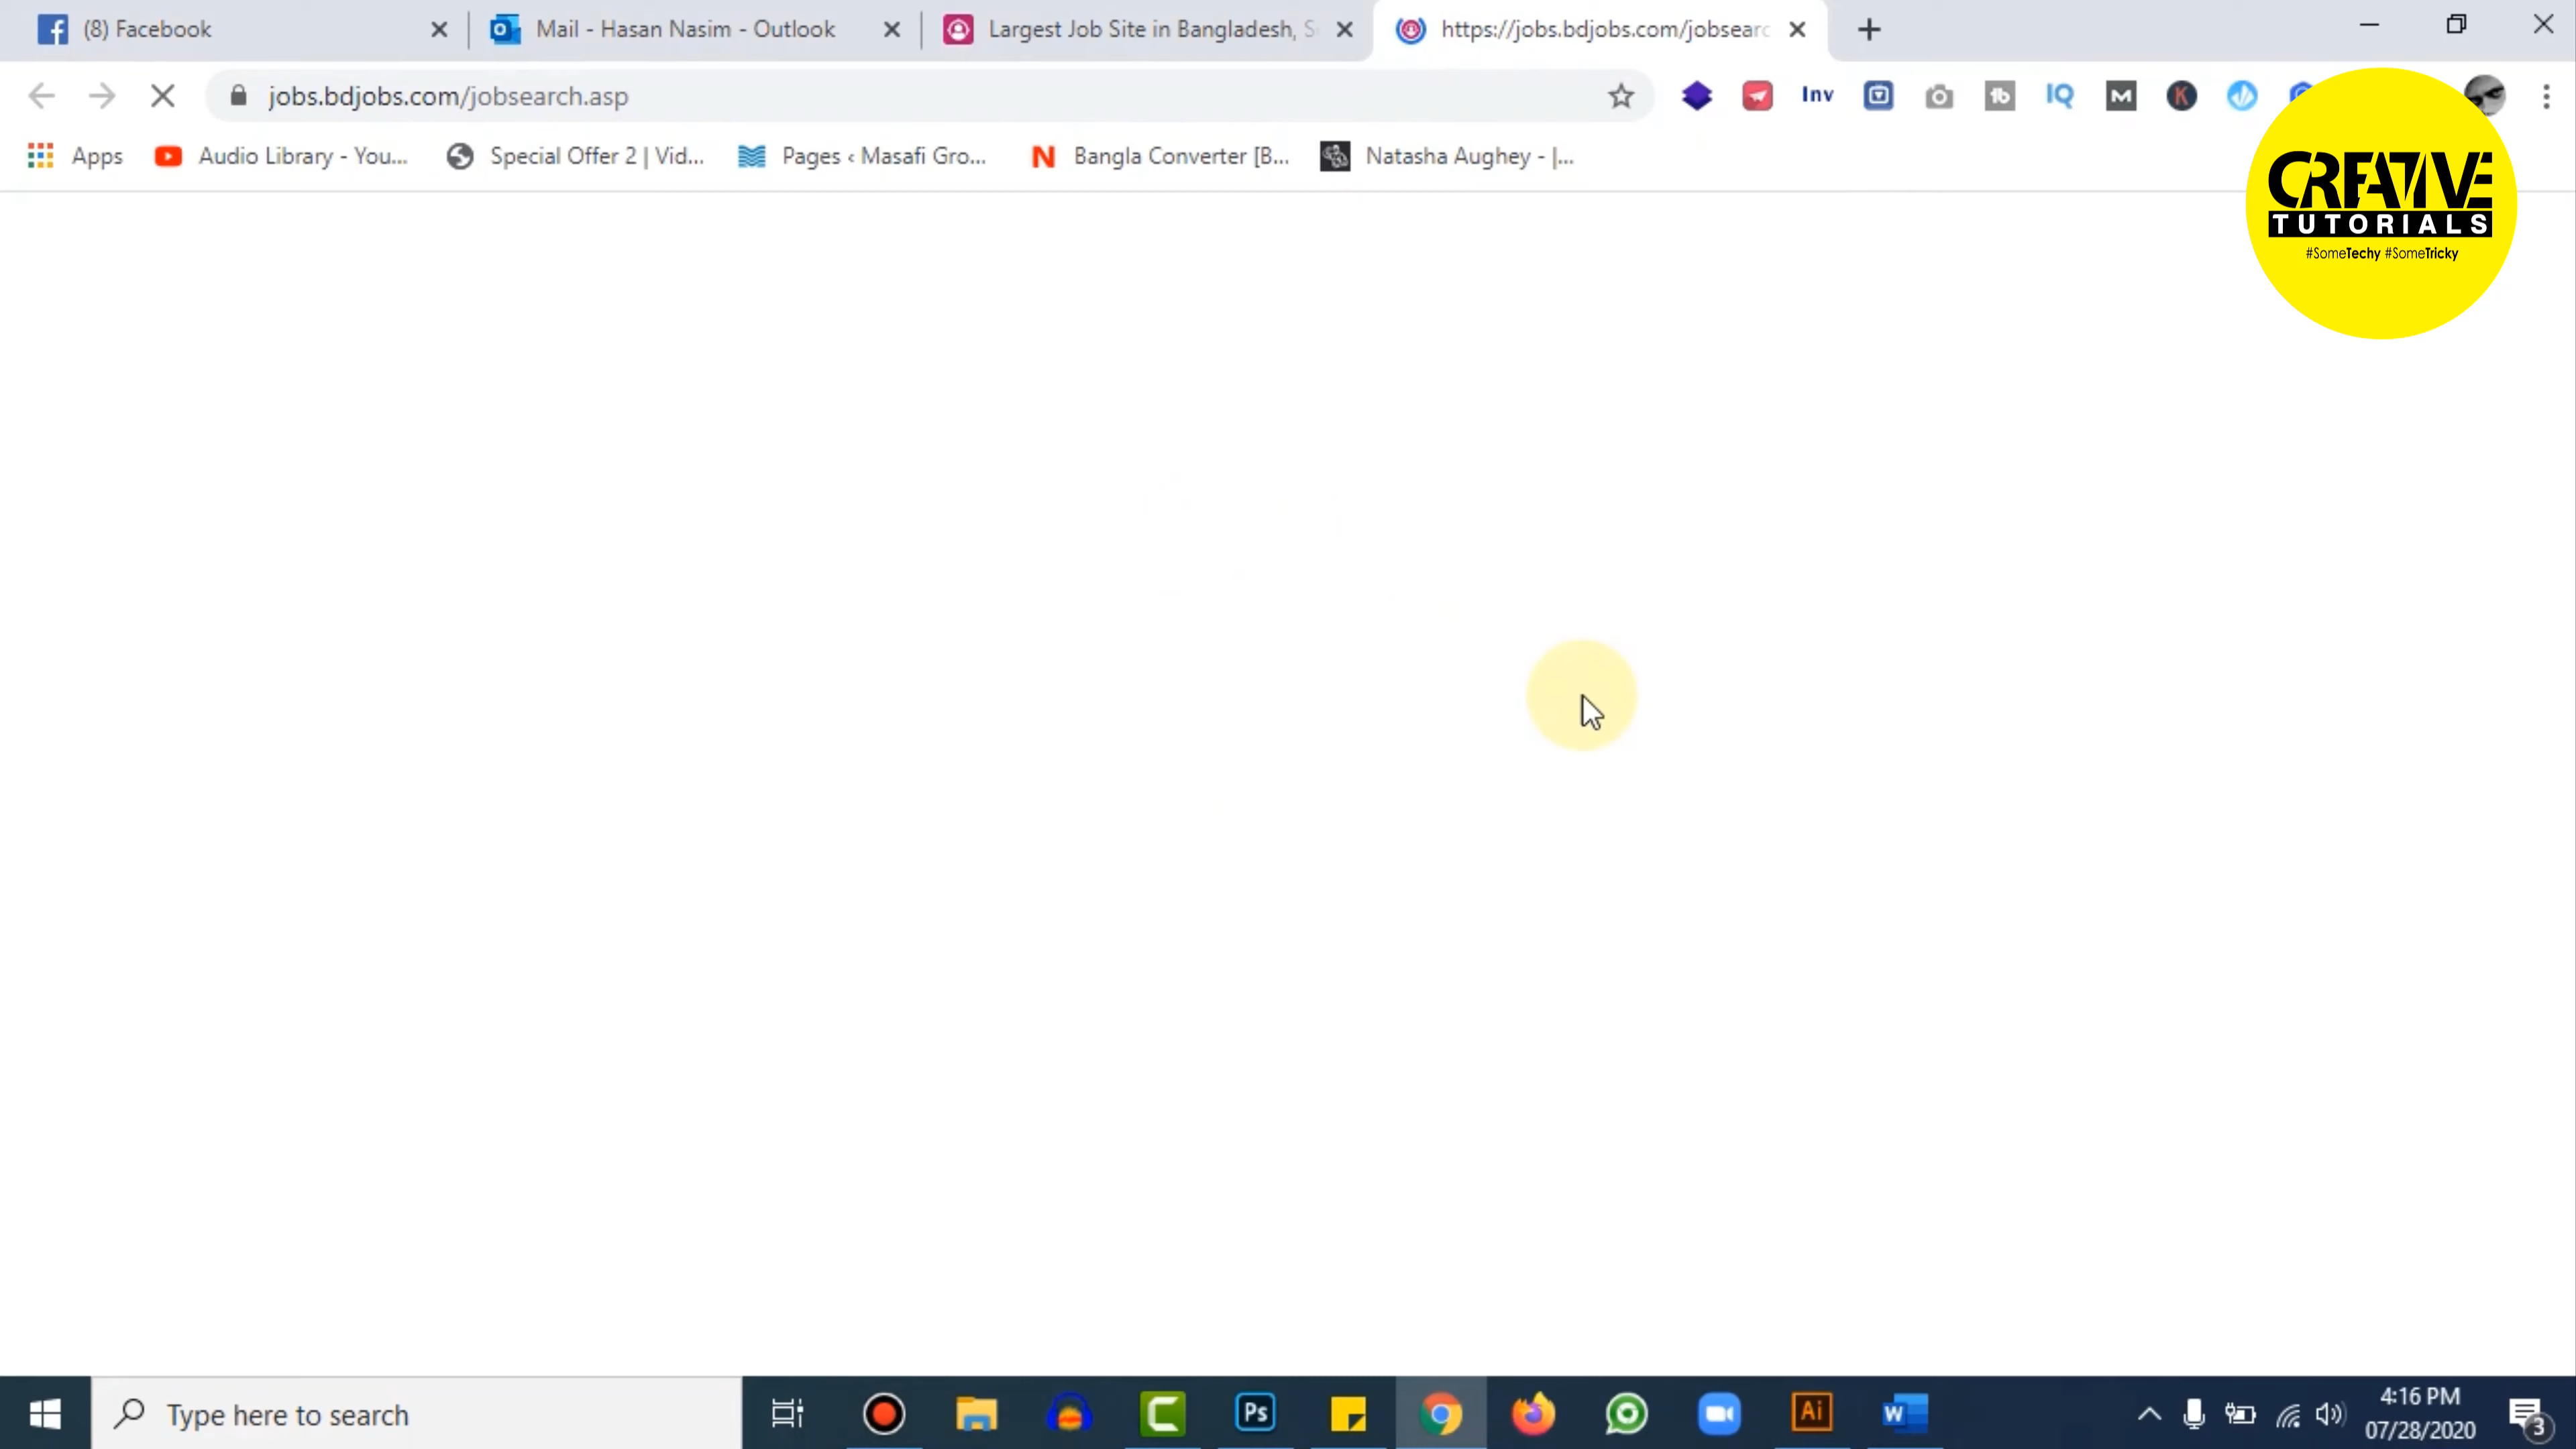 (8) Facebook
Mail - Hasan Nasim - Outlook
Largest Job Site in Bangladesh, S
https://jobs.bdjobs.com/jobsearc
jobs.bdjobs.com/jobsearch.asp
Inv
IQ
M
K
Apps
Audio Library - You...
Special Offer 2 | Vid...
Pages ‹ Masafi Gro...
N
Bangla Converter [B...
Natasha Aughey - |...
CREATIVE
TUTORIALS
#SomeTechy #SomeTricky
Type here to search
Ps
Ai
W
4:16 PM
07/28/2020
3